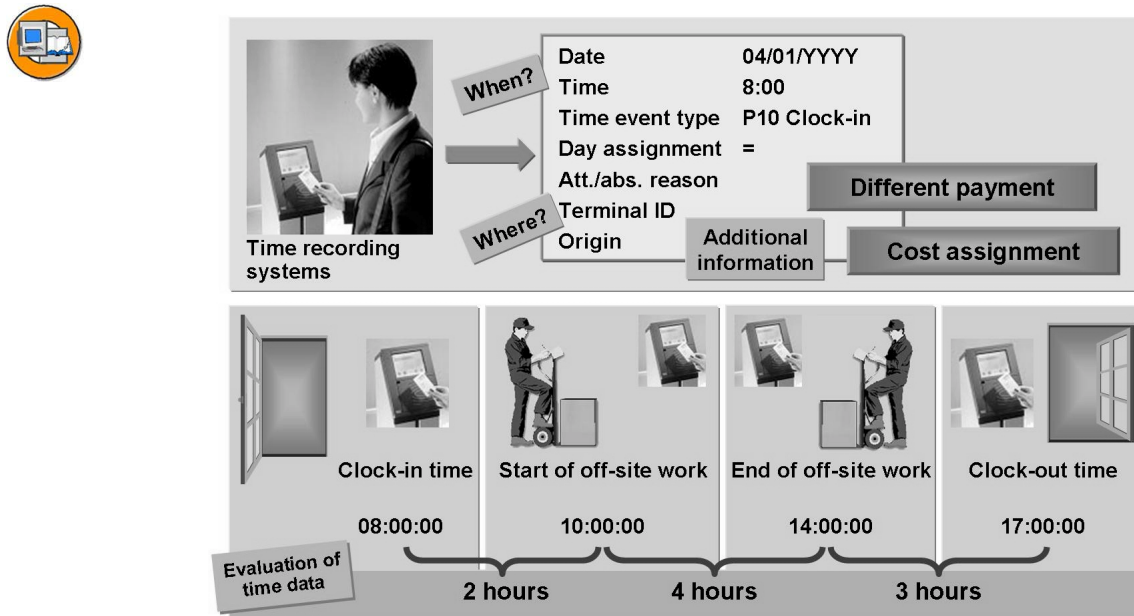 When?
Date 04/01/YYYY
Time 8:00
Time event type P10 Clock-in
Day assignment =
Att./abs. reason
Where?
Terminal ID
Origin
Additional
information
Different payment
Cost assignment
Time recording
systems
Clock-in time
Start of off-site work
End of off-site work
Clock-out time
08:00:00
10:00:00
14:00:00
17:00:00
Evaluation of
time data
2 hours
4 hours
3 hours